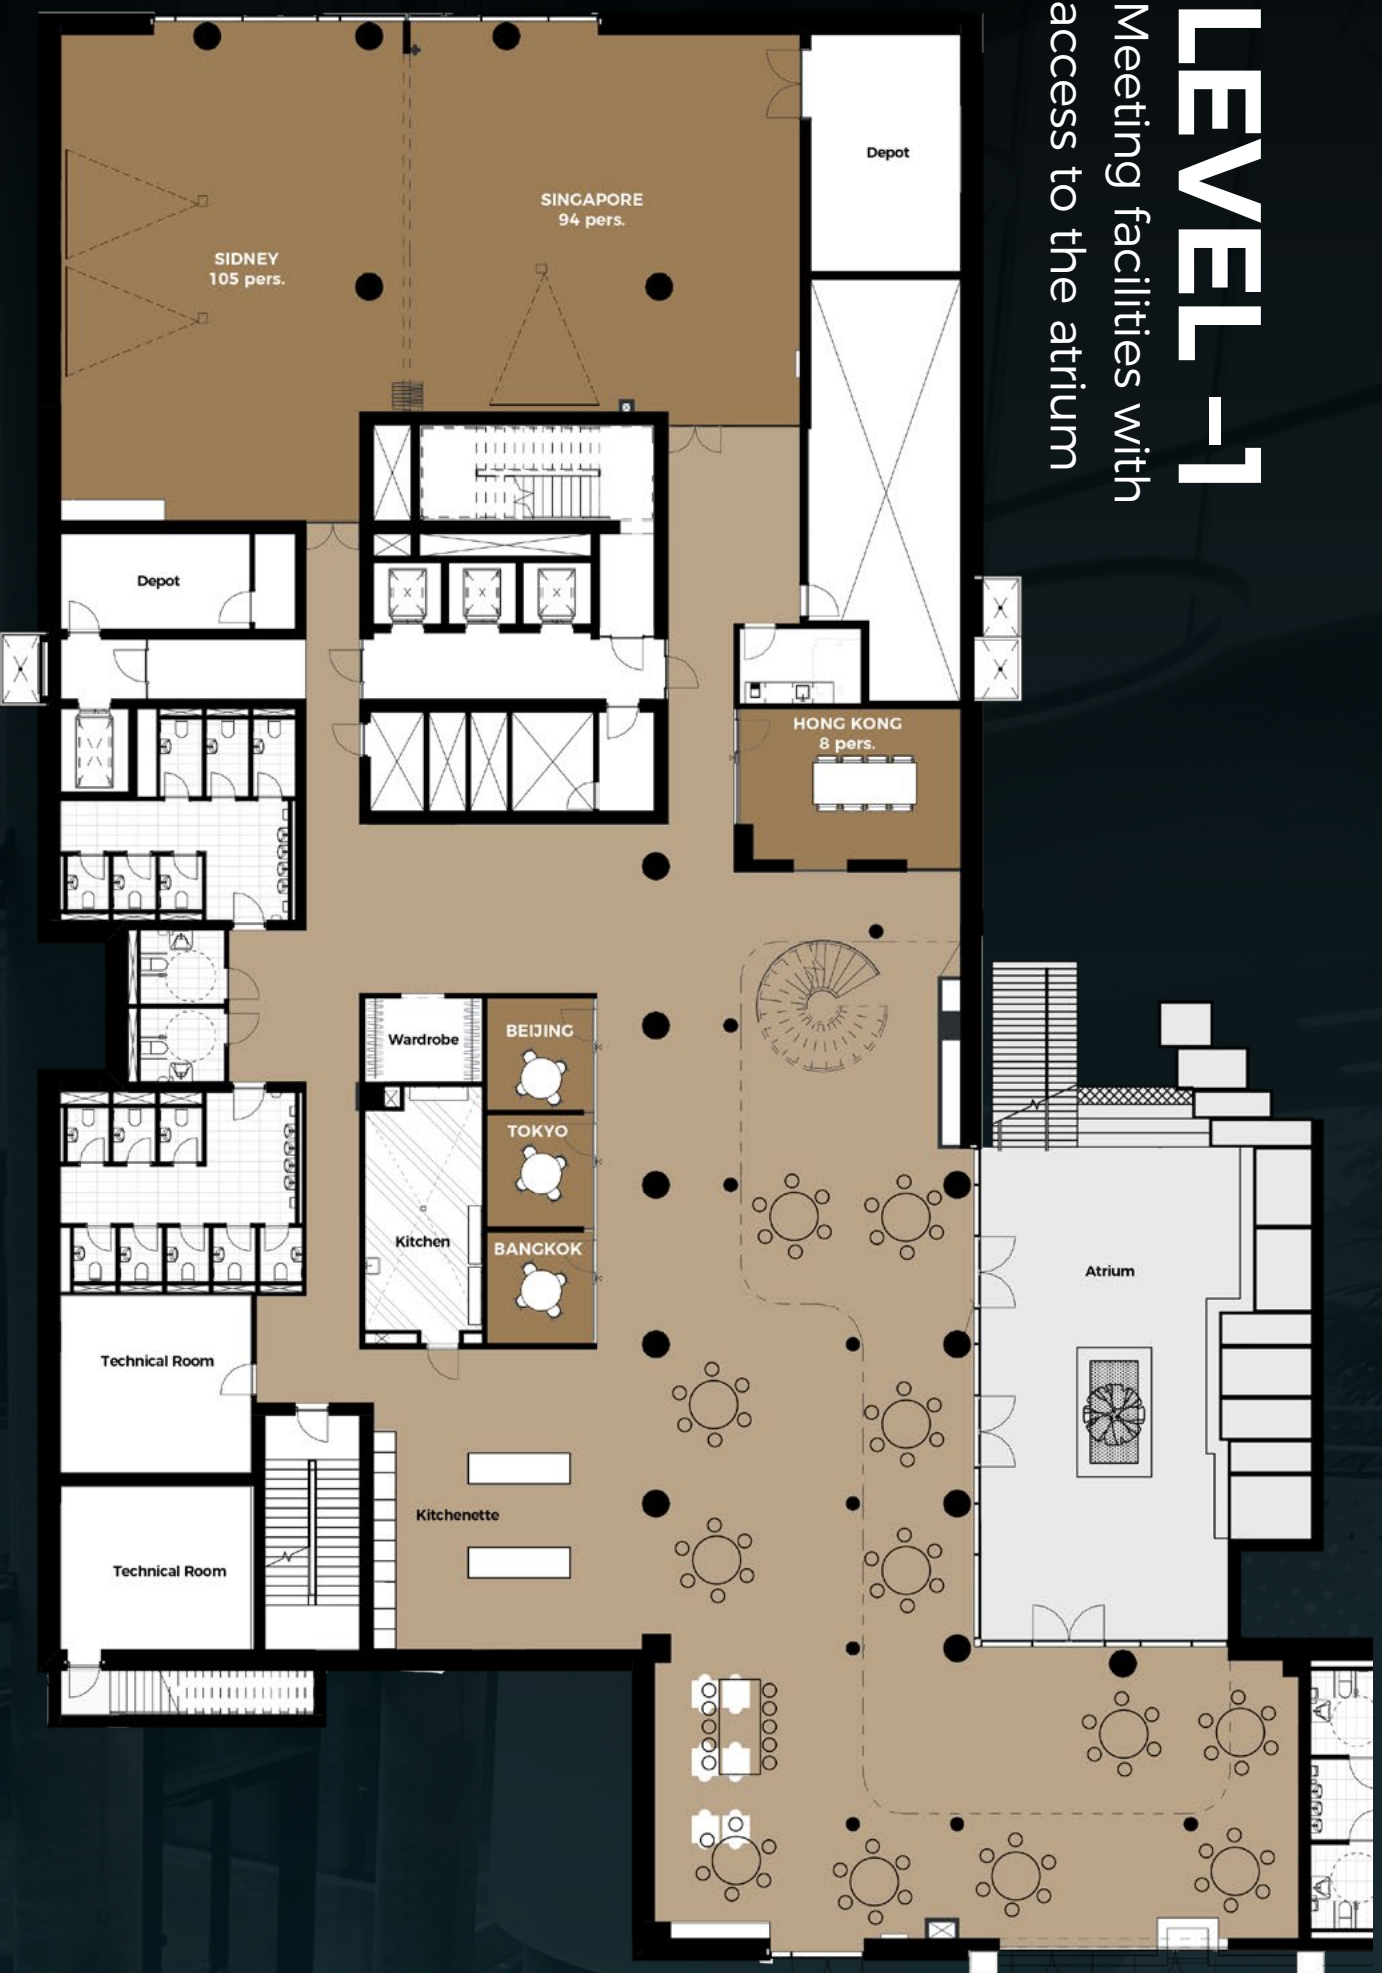 LEVEL –1
Meeting facilities with
access to the atrium
Depot
SINGAPORE
94 pers.
SIDNEY
105 pers.
Depot
HONG KONG
8 pers.
Wardrobe
BEIJING
TOKYO
Kitchen
BANGKOK
Atrium
Technical Room
Kitchenette
Technical Room